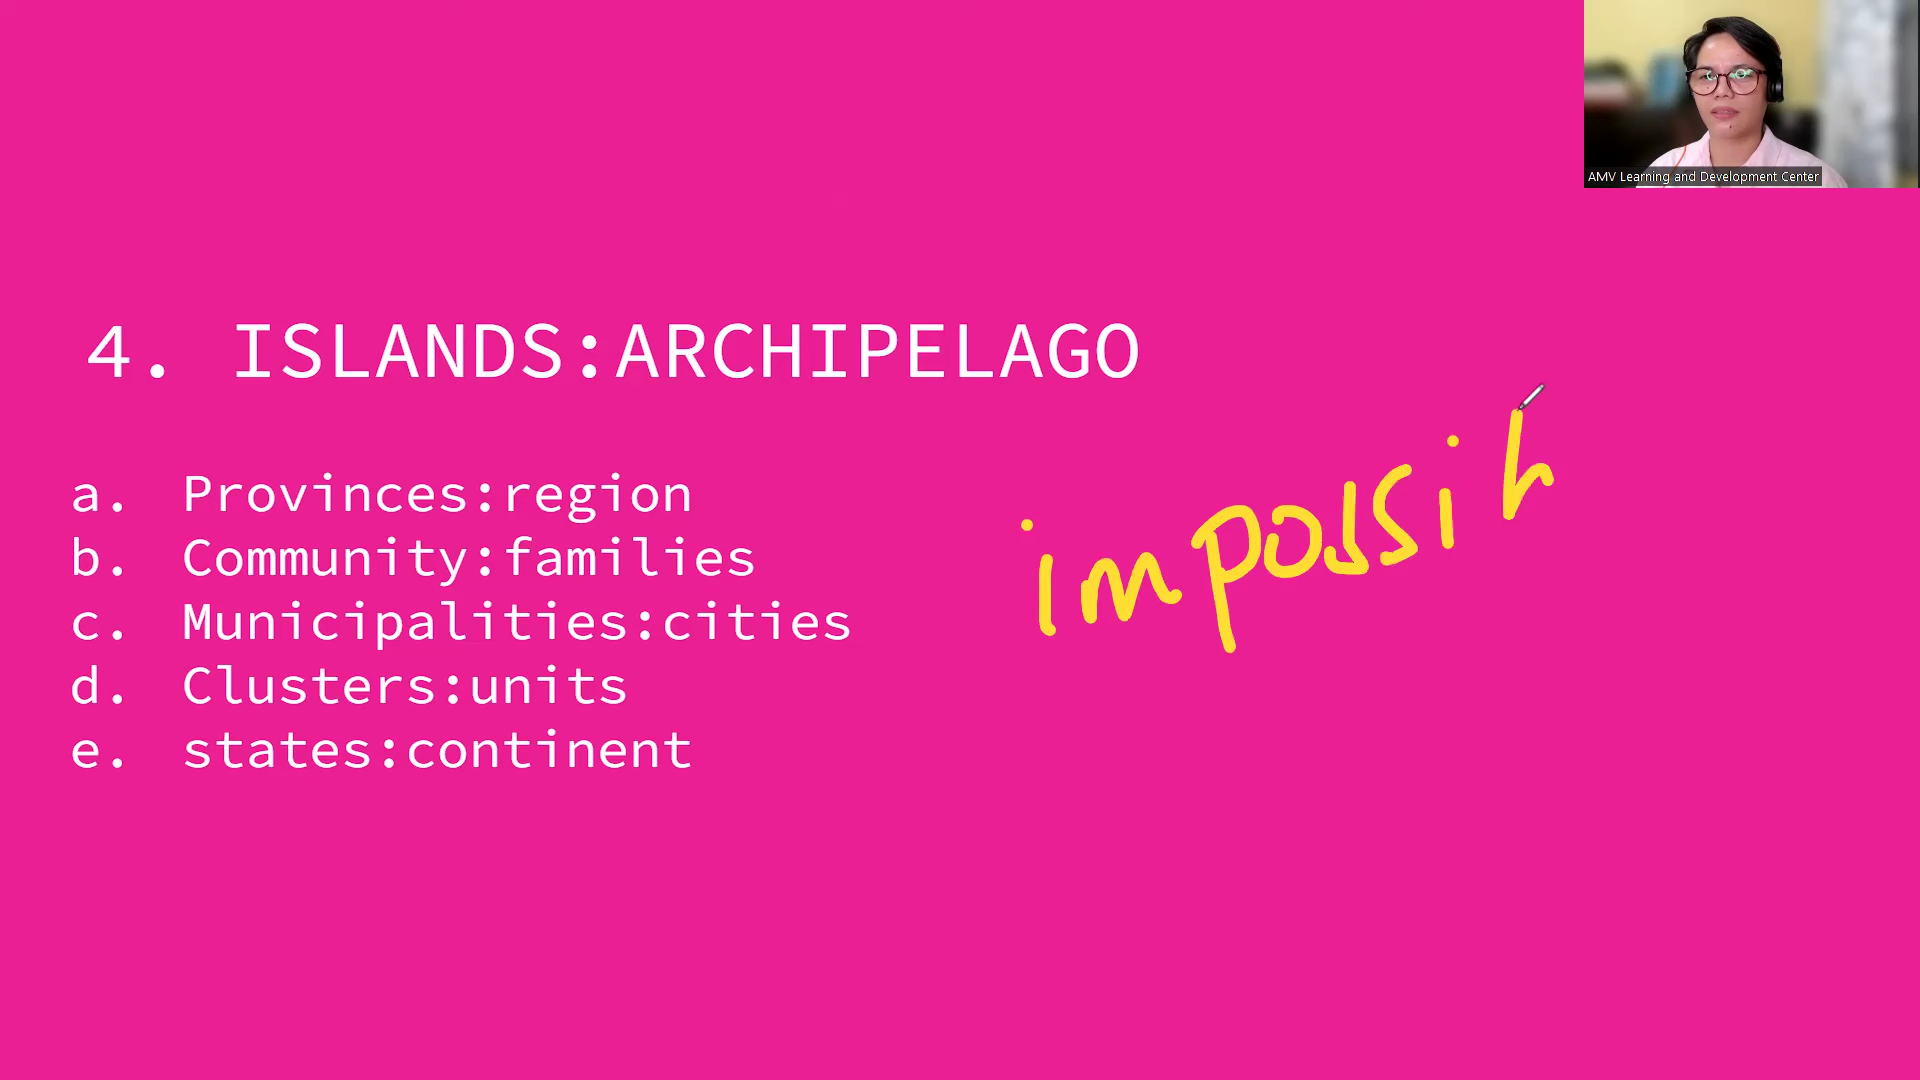 AMV Learning and Development Center
4. ISLANDS:ARCHIPELAGO
a. Provinces:region
b. Community:families
c. Municipalities:cities
d. Clusters:units
e. states:continent
impossib